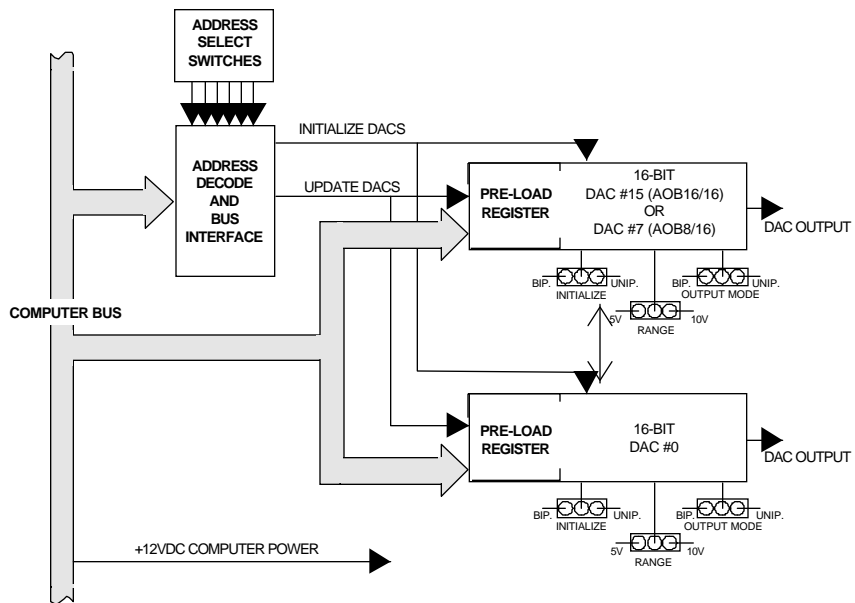 ADDRESS
SELECT
SWITCHES
INITIALIZE DACS
ADDRESS
DECODE
AND
BUS
INTERFACE
UPDATE DACS
PRE-LOAD
REGISTER
16-BIT
DAC #15 (AOB16/16)
OR
DAC #7 (AOB8/16)
DAC OUTPUT
BIP.
UNIP.
INITIALIZE
BIP.
UNIP.
OUTPUT MODE
5V
10V
RANGE
COMPUTER BUS
PRE-LOAD
REGISTER
16-BIT
DAC #0
DAC OUTPUT
BIP.
UNIP.
INITIALIZE
BIP.
UNIP.
OUTPUT MODE
5V
10V
RANGE
+12VDC COMPUTER POWER